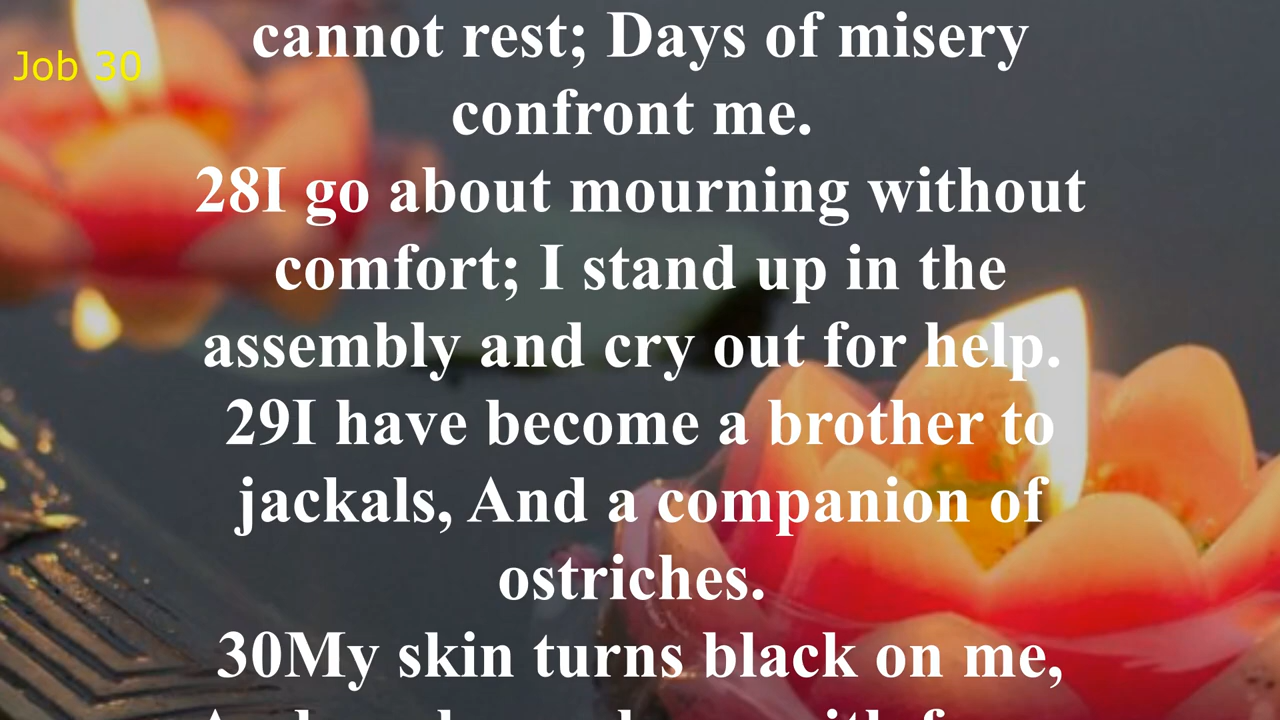 Job 30
cannot rest; Days of misery
confront me.
28I go about mourning without
comfort; I stand up in the
assembly and cry out for help.
29I have become a brother to
jackals, And a companion of
ostriches.
30My skin turns black on me,